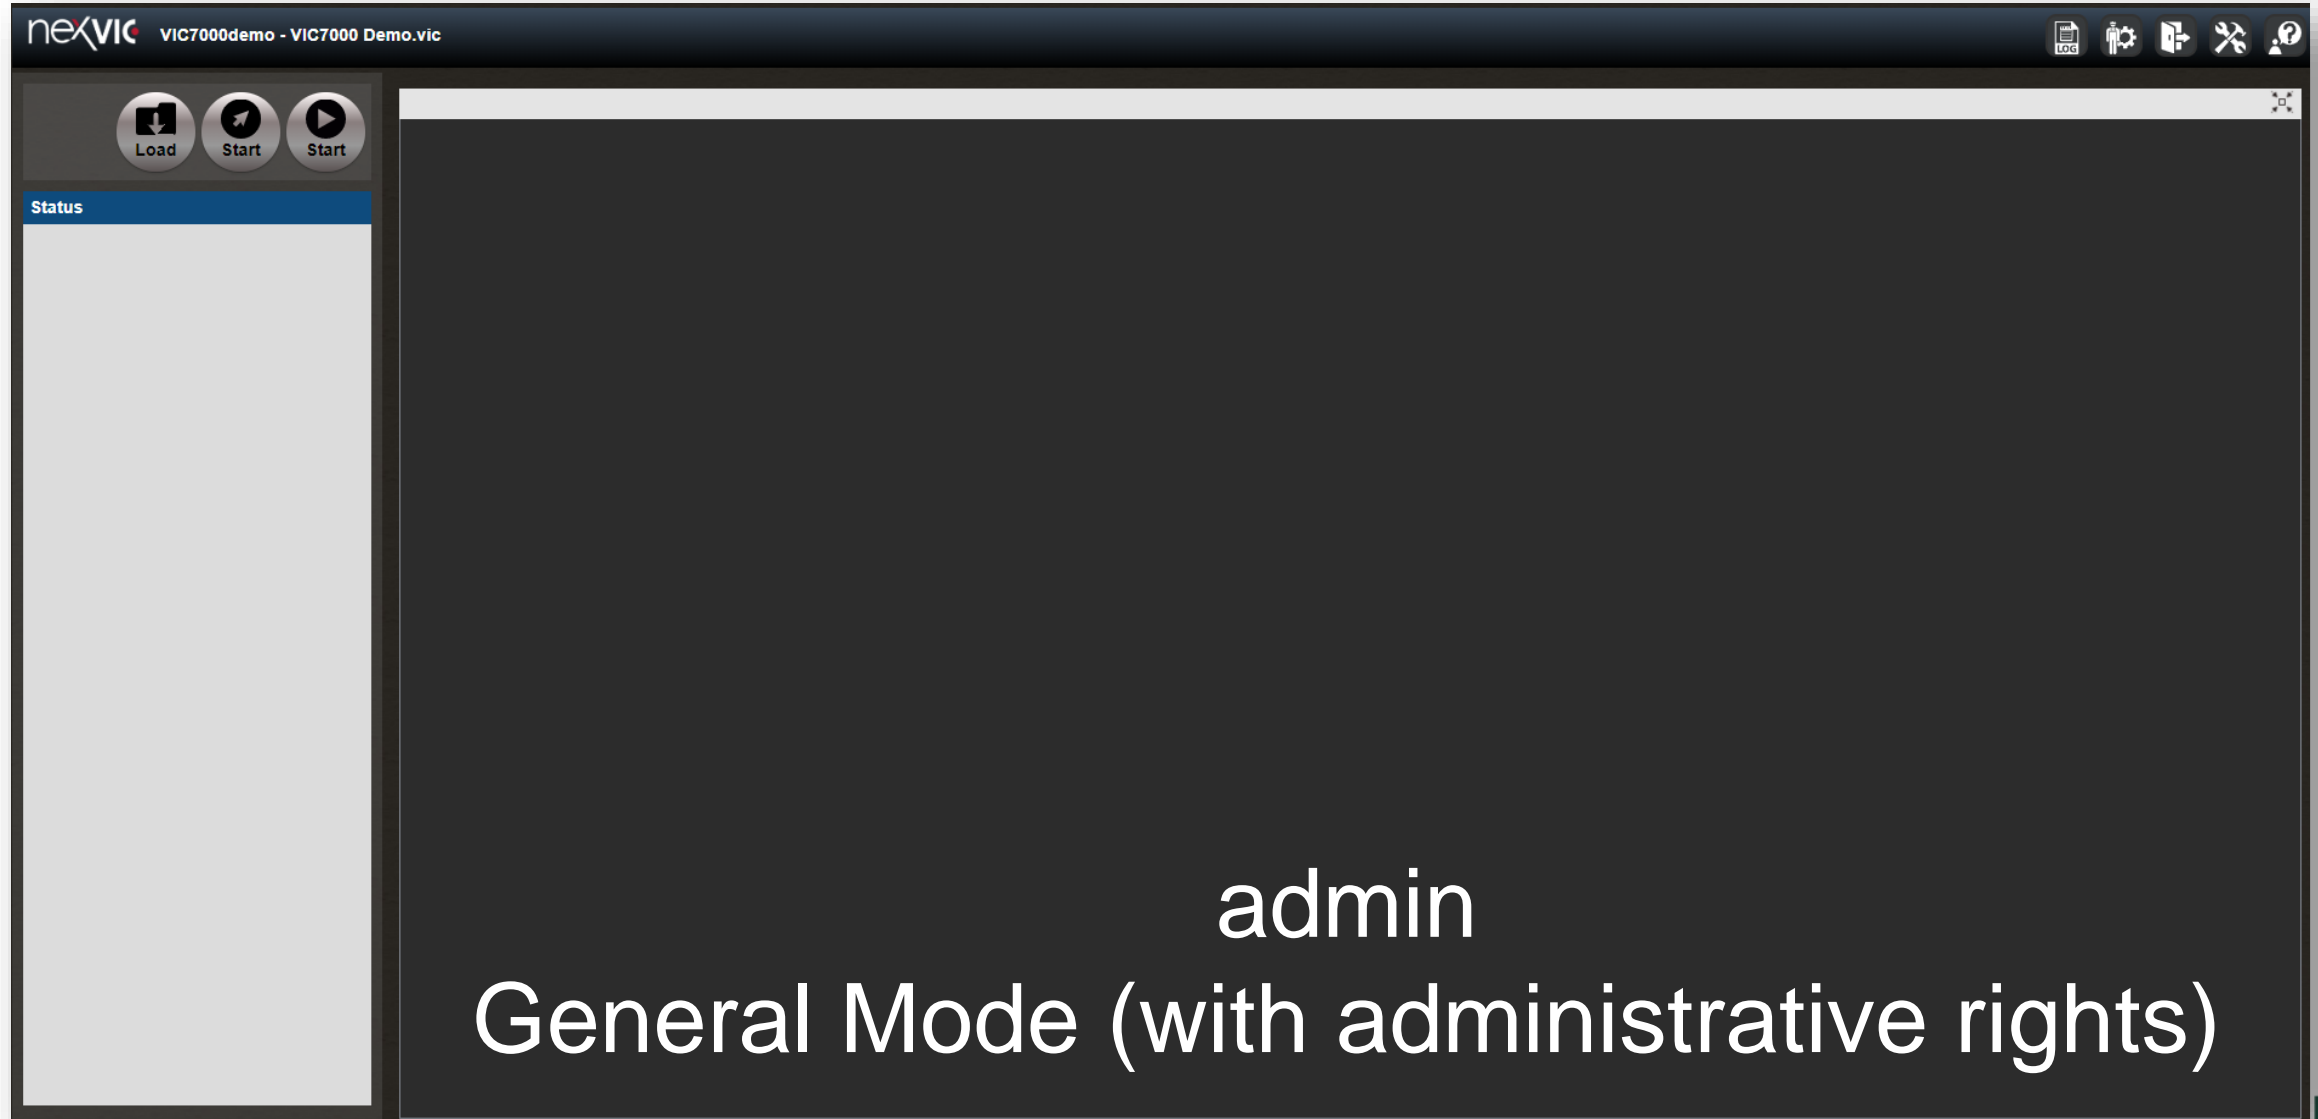 nexvic VIC7000demo - VIC7000 Demo.vic
LOG
Load Start Start
Status
admin
General Mode (with administrative rights)